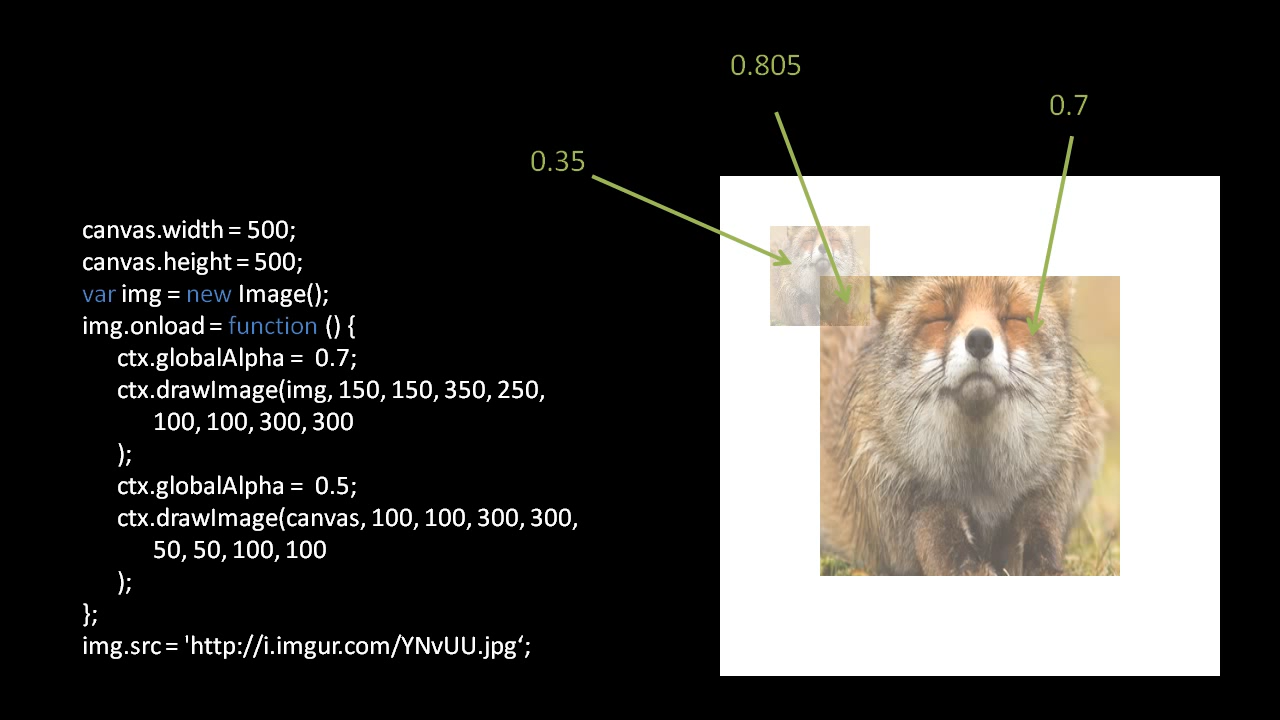 0.805
0.7
0.35
canvas.width = 500;
canvas.height = 500;
var img = new Image();
img.onload = function () {
ctx.globalAlpha =  0.7;
ctx.drawImage(img, 150, 150, 350, 250,
100, 100, 300, 300
);
ctx.globalAlpha =  0.5;
ctx.drawImage(canvas, 100, 100, 300, 300,
50, 50, 100, 100
);
};
img.src = 'http://i.imgur.com/YNvUU.jpg‘;